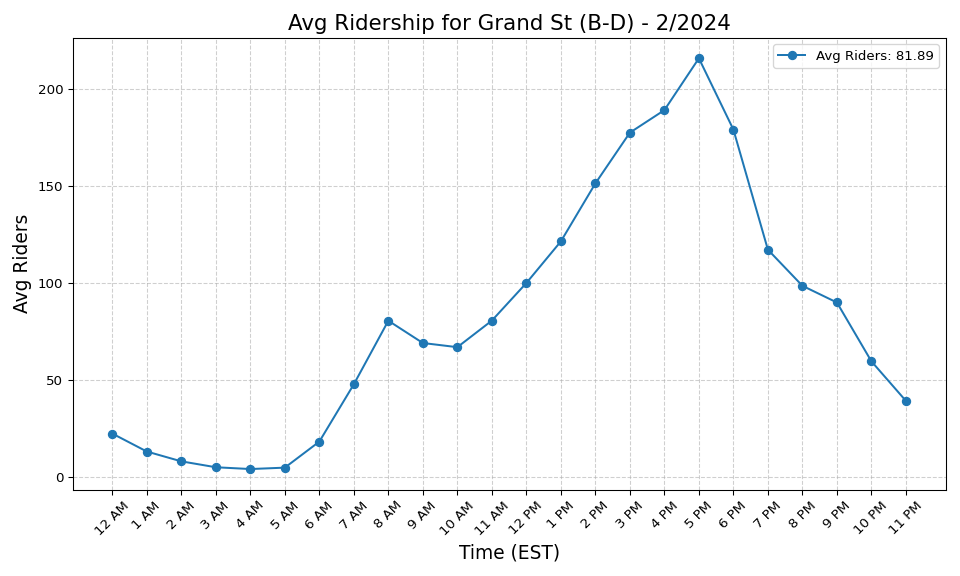 Avg Ridership for Grand St (B-D) - 2/2024
Avg Riders: 81.89
200
150
100
50
0
Avg Riders
12 AM
1 AM
2 AM
3 AM
4 AM
5 AM
6 AM
7 AM
8 AM
9 AM
10 AM
11 AM
12 PM
1 PM
2 PM
3 PM
4 PM
5 PM
6 PM
7 PM
8 PM
9 PM
10 PM
11 PM
Time (EST)